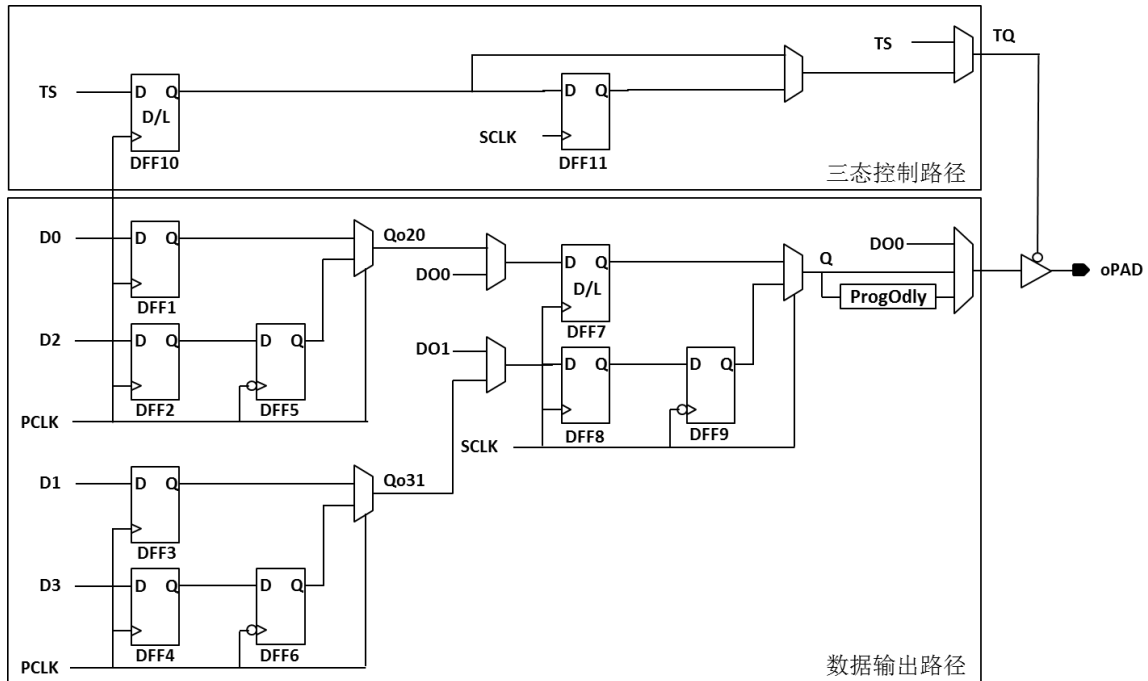 TS
TQ
TS
D Q
D/L
DFF10
D Q
SCLK
DFF11
三态控制路径
D0
D Q
DFF1
Qo20
DO0
D Q
D/L
DFF7
Q
DO0
ProgOdly
oPAD
D2
D Q
DFF2
D Q
DFF5
PCLK
DO1
D Q
DFF8
D Q
DFF9
SCLK
D1
D Q
DFF3
Qo31
D3
D Q
DFF4
D Q
DFF6
PCLK
数据输出路径